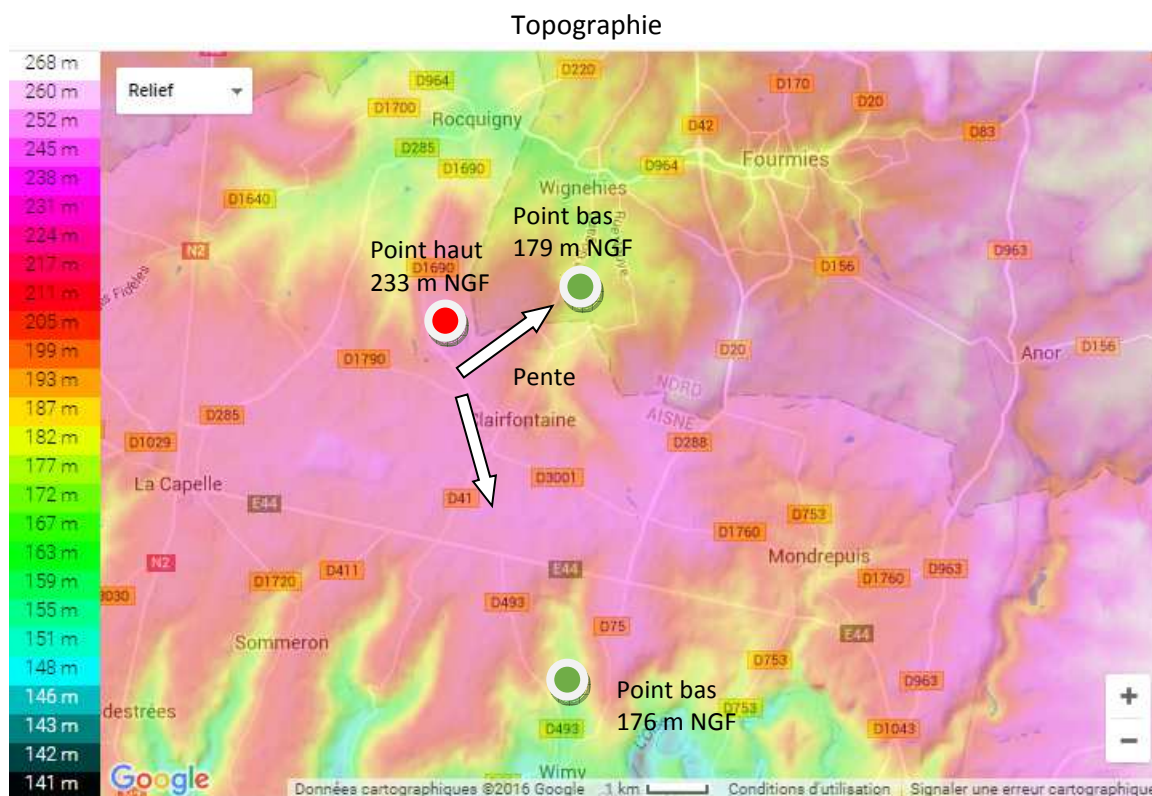 Topographie
268 m
260 m
252 m
245 m
238 m
231 m
224 m
217 m
211 m
205 m
199 m
193 m
187 m
182 m
177 m
172 m
167 m
163 m
159 m
155 m
151 m
148 m
146 m
143 m
142 m
141 m
Relief
D964
D220
D170
D1700
D20
Rocquigny
D42
D83
D285
D1690
D964
Fourmies
D1640
Wignehies
Point bas
179 m NGF
N2
Point haut
233 m NGF
D1690
D963
D156
Fidèles
D1790
D20
Anor
D156
Pente
NORD
AISNE
D285
Clairfontaine
D1029
D288
La Capelle
D3001
E44
D41
D753
D1760
Mondrepuis
N2
E44
D411
D1720
D1760
D963
D493
D75
E44
Sommeron
D753
D963
Point bas
176 m NGF
destrées
D753
D493
D1043
Wimy
Google
Données cartographiques ©2016 Google
1 km
Conditions d'utilisation
Signaler une erreur cartographique
+
−